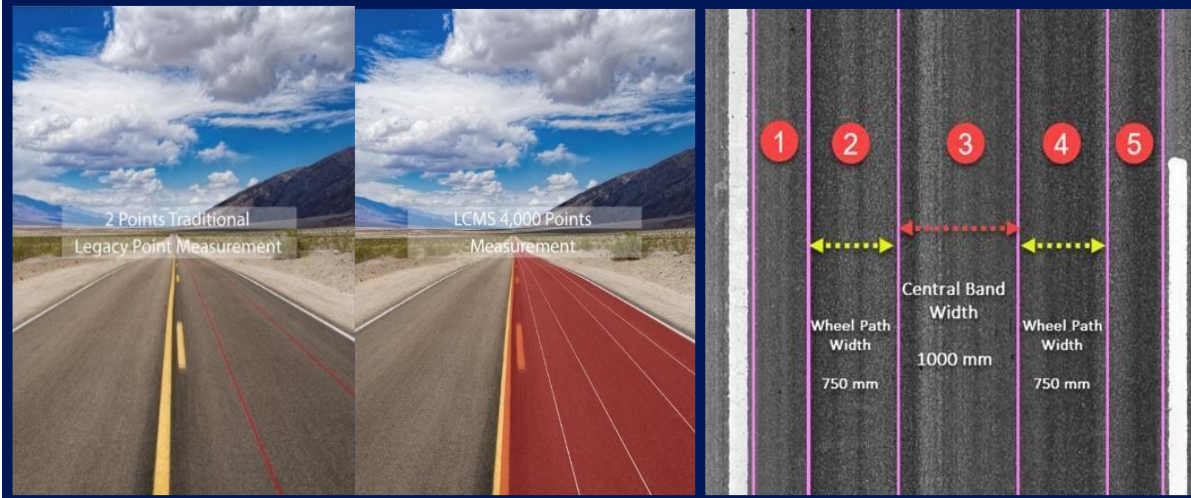 2 Points Traditional
Legacy Point Measurement
LCMS 4,000 Points
Measurement
1
2
3
4
5
Central Band
Width
1000 mm
Wheel Path
Width
750 mm
Wheel Path
Width
750 mm